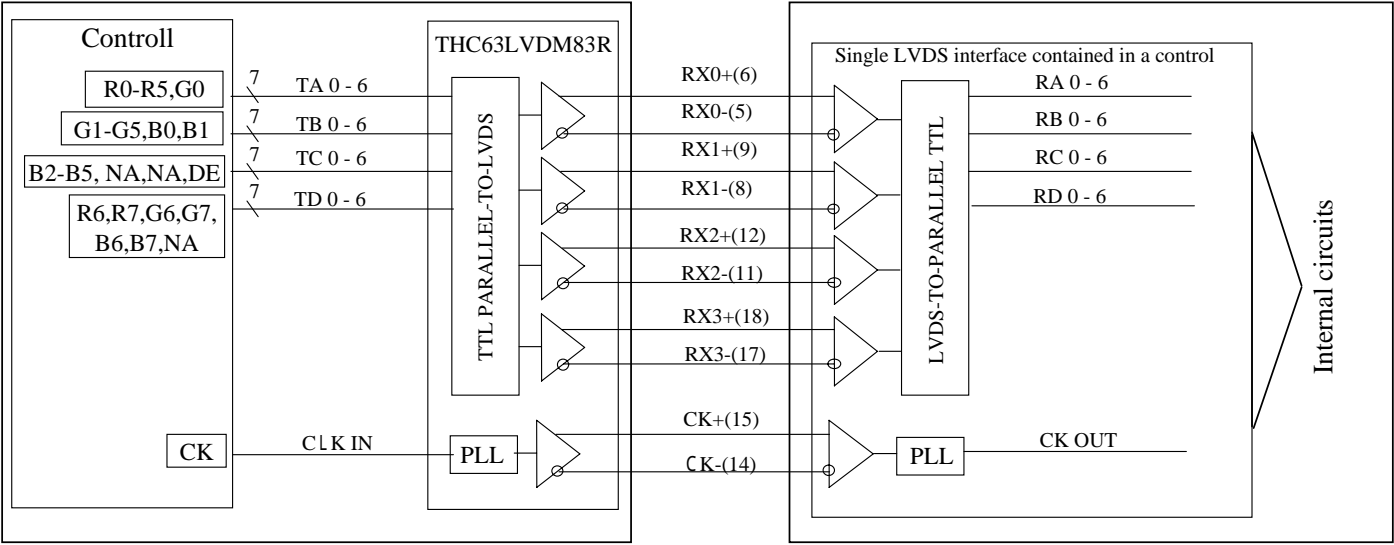 Controll
R0-R5,G0
G1-G5,B0,B1
B2-B5, NA,NA,DE
R6,R7,G6,G7,
B6,B7,NA
CK
7
TA 0 - 6
7
TB 0 - 6
7
TC 0 - 6
7
TD 0 - 6
CLK IN
THC63LVDM83R
TTL PARALLEL-TO-LVDS
PLL
RX0+(6)
RX0-(5)
RX1+(9)
RX1-(8)
RX2+(12)
RX2-(11)
RX3+(18)
RX3-(17)
CK+(15)
CK-(14)
Single LVDS interface contained in a control
LVDS-TO-PARALLEL TTL
PLL
RA 0 - 6
RB 0 - 6
RC 0 - 6
RD 0 - 6
CK OUT
Internal circuits